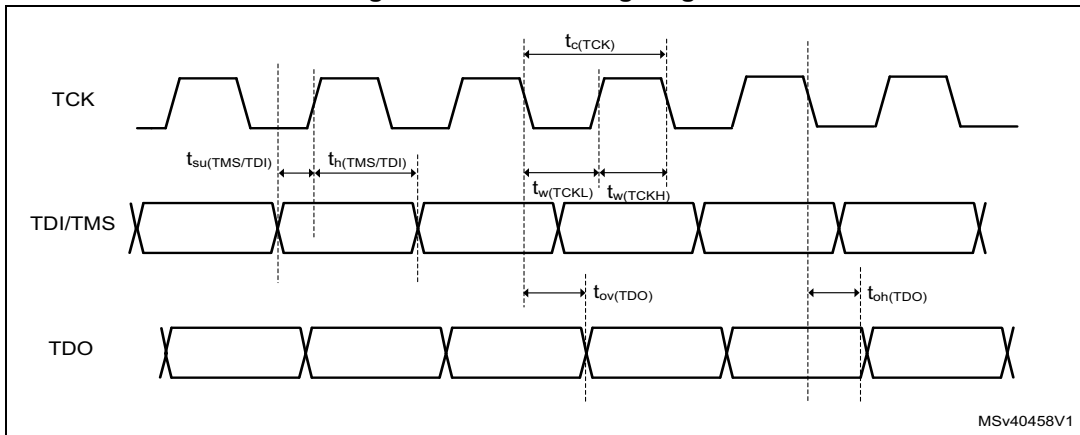 t_c(TCK)
TCK
t_su(TMS/TDI)
t_h(TMS/TDI)
t_w(TCKL)
t_w(TCKH)
TDI/TMS
t_ov(TDO)
t_oh(TDO)
TDO
MSv40458V1